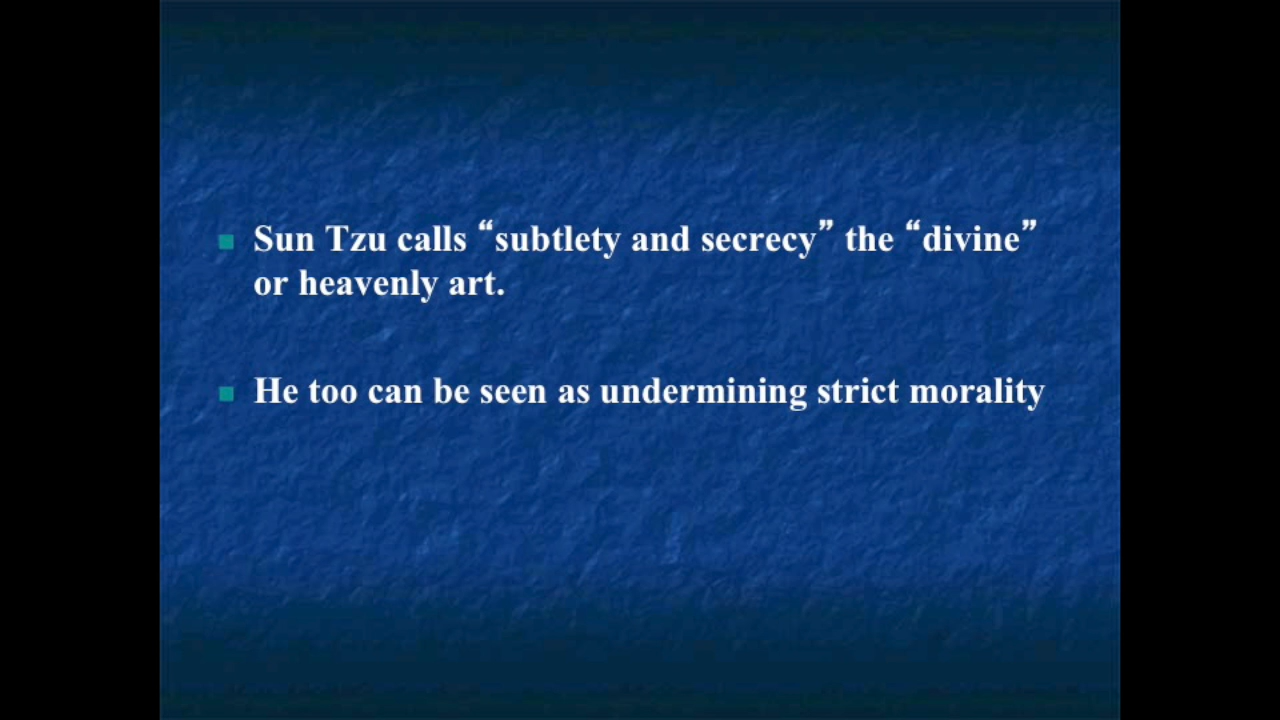 Sun Tzu calls “subtlety and secrecy” the “divine”
or heavenly art.
He too can be seen as undermining strict morality